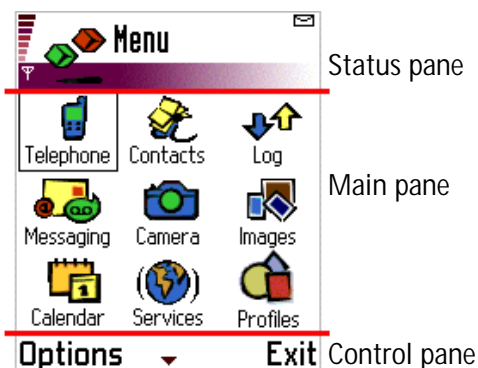 Menu
Status pane
Telephone Contacts Log
Main pane
Messaging Camera Images
Calendar Services Profiles
Options Exit
Control pane